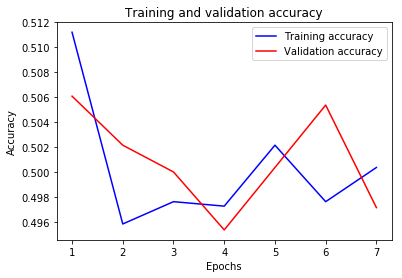 Training and validation accuracy
0.512
0.510
0.508
0.506
0.504
0.502
0.500
0.498
0.496
Accuracy
Training accuracy
Validation accuracy
1 2 3 4 5 6 7
Epochs